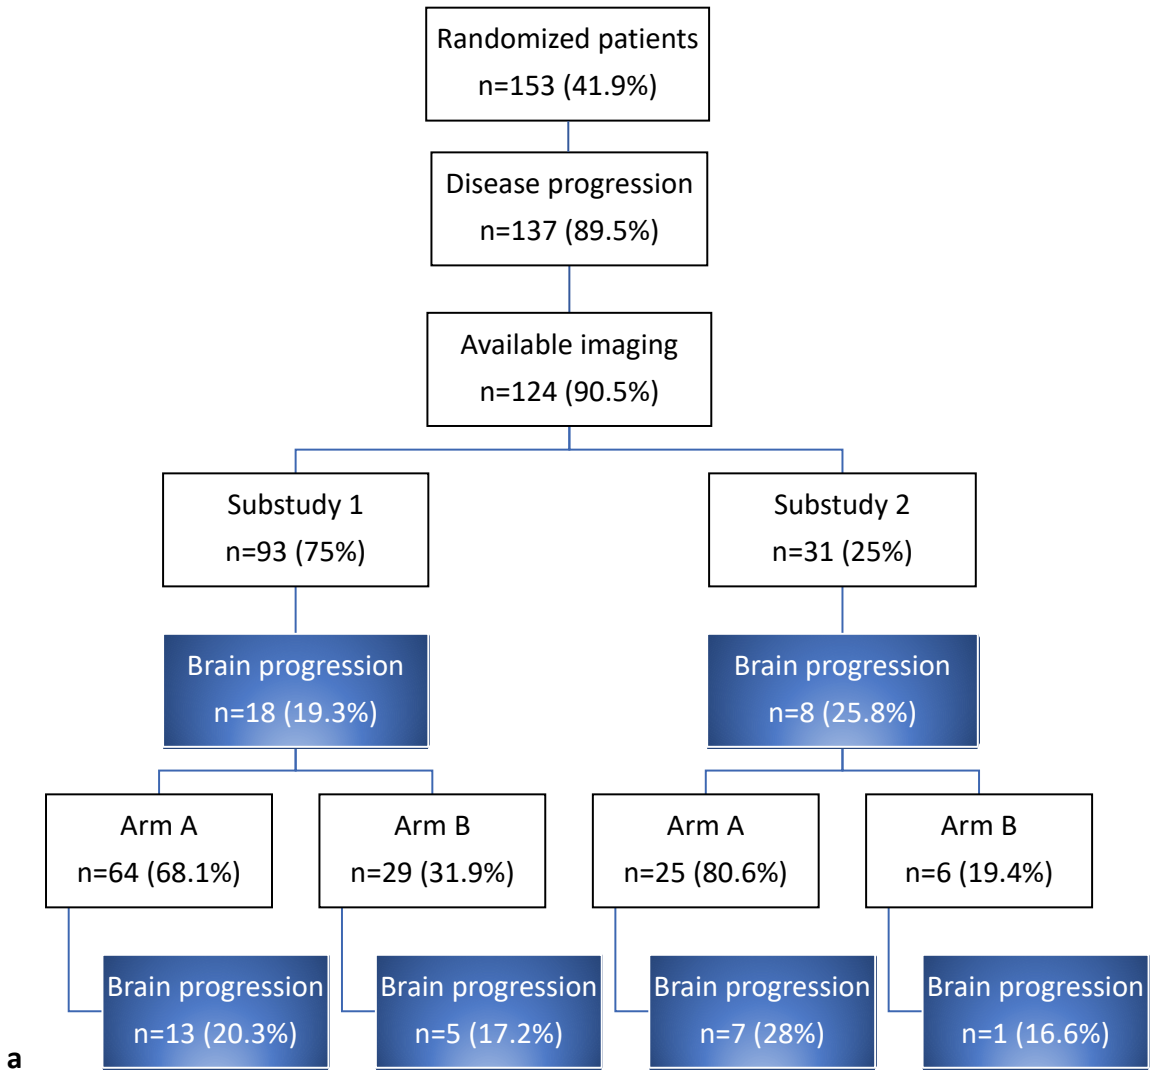 Randomized patients
n=153 (41.9%)
Disease progression
n=137 (89.5%)
Available imaging
n=124 (90.5%)
Substudy 1
n=93 (75%)
Substudy 2
n=31 (25%)
Brain progression
n=18 (19.3%)
Brain progression
n=8 (25.8%)
Arm A
n=64 (68.1%)
Arm B
n=29 (31.9%)
Arm A
n=25 (80.6%)
Arm B
n=6 (19.4%)
Brain progression
n=13 (20.3%)
Brain progression
n=5 (17.2%)
Brain progression
n=7 (28%)
Brain progression
n=1 (16.6%)
a